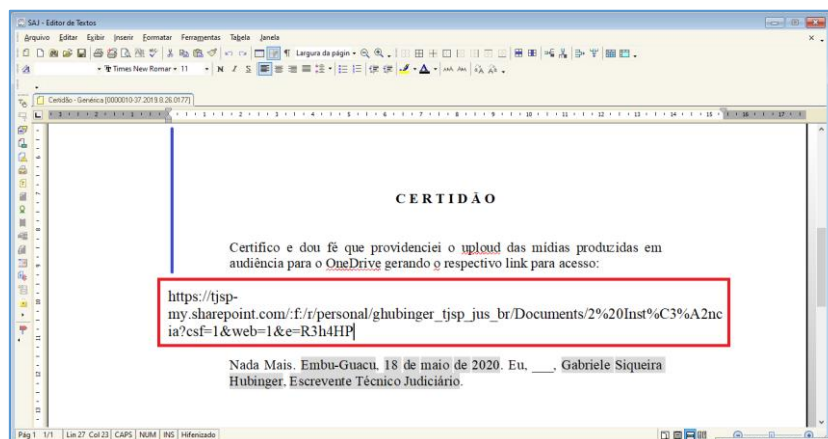 SAJ - Editor de Textos
Arquivo Editar Exibir Inserir Formatar Ferramentas Tabela Janela
Largura da págin
Times New Romar 11 N I S
Certidão - Genérica [0000010-37.2019.8.26.0177]
CERTIDÃO
Certifico e dou fé que providenciei o uploud das mídias produzidas em
audiência para o OneDrive gerando o respectivo link para acesso:
https://tjsp-
my.sharepoint.com/:f:/r/personal/ghubinger_tjsp_jus_br/Documents/2%20Inst%C3%A2nc
ia?csf=1&web=1&e=R3h4HP
Nada Mais. Embu-Guacu, 18 de maio de 2020. Eu, ___, Gabriele Siqueira
Hubinger, Escrevente Técnico Judiciário.
Pág 1 1/1 Lin 27 Col 23 CAPS NUM INS Hifenizado